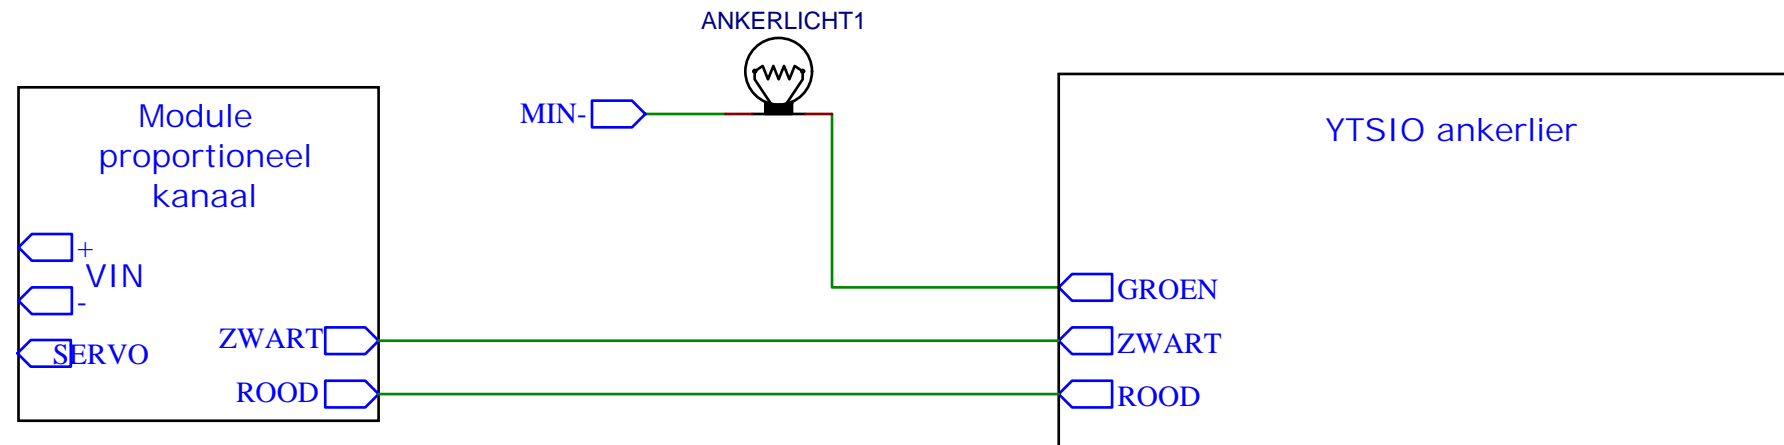 ANKERLICHT1
Module
proportioneel
kanaal
MIN-
YTSIO ankerlier
+
VIN
-
SERVO
ZWART
ROOD
GROEN
ZWART
ROOD